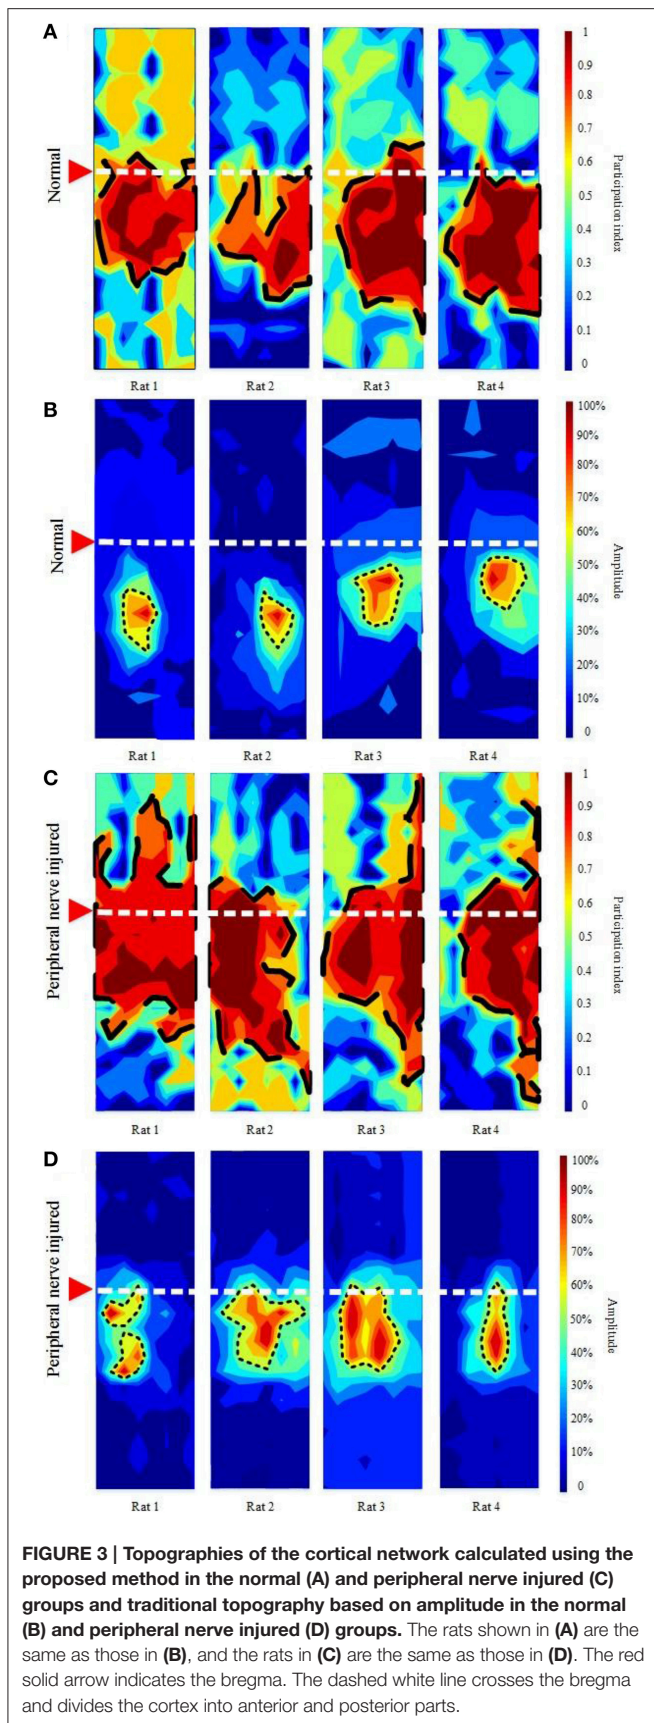 A
Normal
1
0.9
0.8
0.7
0.6
0.5
0.4
0.3
0.2
0.1
0
Participation index
Rat 1
Rat 2
Rat 3
Rat 4
B
Normal
100%
90%
80%
70%
60%
50%
40%
30%
20%
10%
0
Amplitude
Rat 1
Rat 2
Rat 3
Rat 4
C
Peripheral nerve injured
1
0.9
0.8
0.7
0.6
0.5
0.4
0.3
0.2
0.1
0
Participation index
Rat 1
Rat 2
Rat 3
Rat 4
D
Peripheral nerve injured
100%
90%
80%
70%
60%
50%
40%
30%
20%
10%
0
Amplitude
Rat 1
Rat 2
Rat 3
Rat 4
FIGURE 3 | Topographies of the cortical network calculated using the
proposed method in the normal (A) and peripheral nerve injured (C)
groups and traditional topography based on amplitude in the normal
(B) and peripheral nerve injured (D) groups. The rats shown in (A) are the
same as those in (B), and the rats in (C) are the same as those in (D). The red
solid arrow indicates the bregma. The dashed white line crosses the bregma
and divides the cortex into anterior and posterior parts.